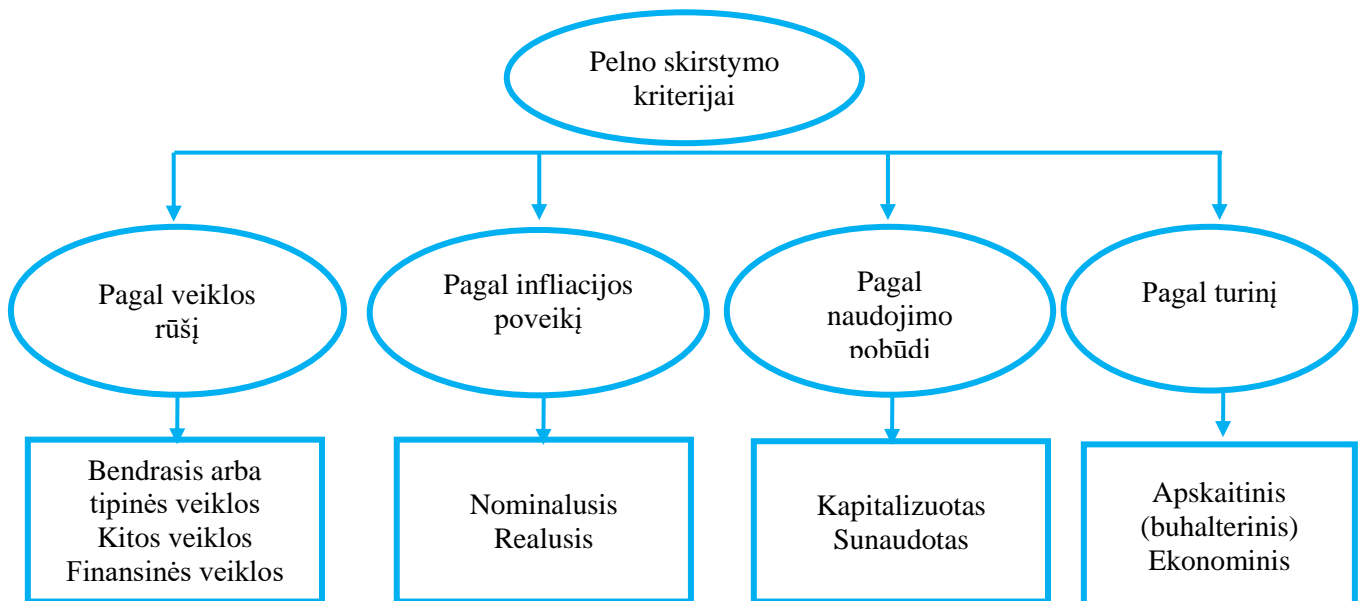 Pelno skirstymo
kriterijai
Pagal veiklos
rūšį
Pagal infliacijos
poveikį
Pagal
naudojimo
pobūdį
Pagal turinį
Bendrasis arba
tipinės veiklos
Kitos veiklos
Finansinės veiklos
Nominalusis
Realusis
Kapitalizuotas
Sunaudotas
Apskaitinis
(buhalterinis)
Ekonominis